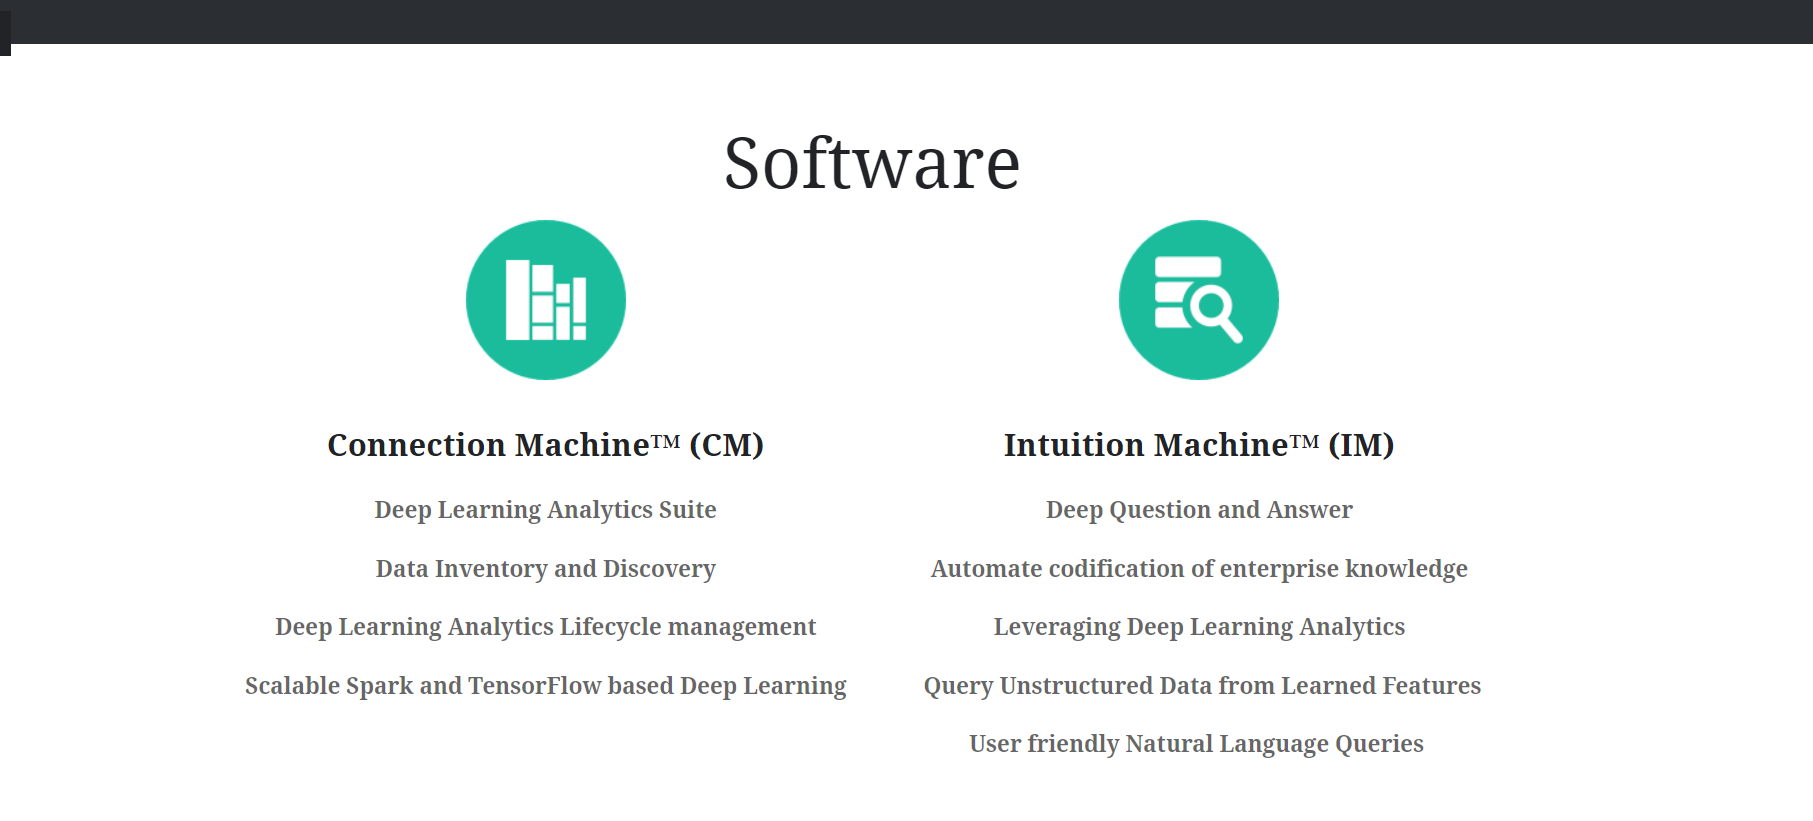 Software
Connection Machine™ (CM)
Deep Learning Analytics Suite
Data Inventory and Discovery
Deep Learning Analytics Lifecycle management
Scalable Spark and TensorFlow based Deep Learning
Intuition Machine™ (IM)
Deep Question and Answer
Automate codification of enterprise knowledge
Leveraging Deep Learning Analytics
Query Unstructured Data from Learned Features
User friendly Natural Language Queries